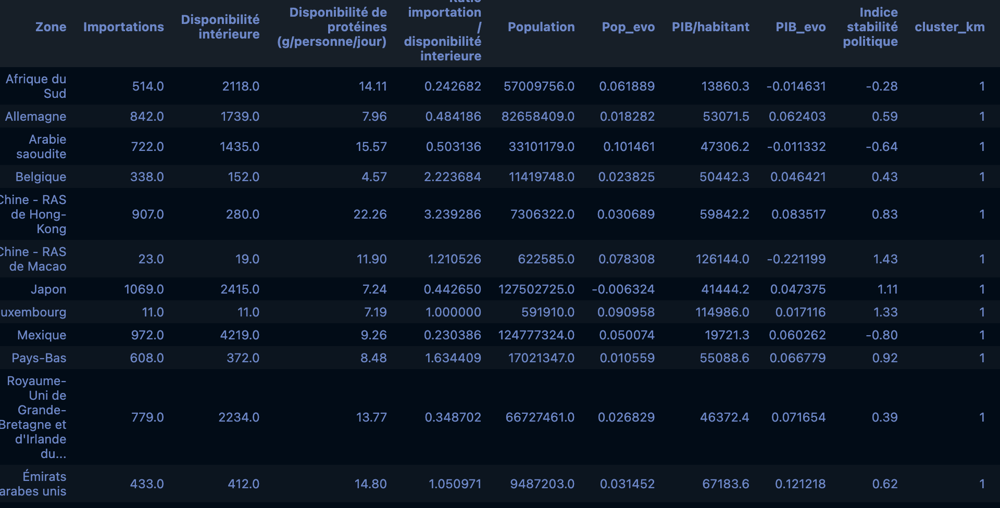 Zone Importations Disponibilité intérieure Disponibilité de protéines (g/personne/jour) importation / disponibilité interieure Population Pop_evo PIB/habitant PIB_evo Indice stabilité politique cluster_km
Afrique du Sud 514.0 2118.0 14.11 0.242682 57009756.0 0.061889 13860.3 -0.014631 -0.28 1
Allemagne 842.0 1739.0 7.96 0.484186 82658409.0 0.018282 53071.5 0.062403 0.59 1
Arabie saoudite 722.0 1435.0 15.57 0.503136 33101179.0 0.101461 47306.2 -0.011332 -0.64 1
Belgique 338.0 152.0 4.57 2.223684 11419748.0 0.023825 50442.3 0.046421 0.43 1
Chine - RAS de Hong-Kong 907.0 280.0 22.26 3.239286 7306322.0 0.030689 59842.2 0.083517 0.83 1
Chine - RAS de Macao 23.0 19.0 11.90 1.210526 622585.0 0.078308 126144.0 -0.221199 1.43 1
Japon 1069.0 2415.0 7.24 0.442650 127502725.0 -0.006324 41444.2 0.047375 1.11 1
uxembourg 11.0 11.0 7.19 1.000000 591910.0 0.090958 114986.0 0.017116 1.33 1
Mexique 972.0 4219.0 9.26 0.230386 124777324.0 0.050074 19721.3 0.060262 -0.80 1
Pays-Bas 608.0 372.0 8.48 1.634409 17021347.0 0.010559 55088.6 0.066779 0.92 1
Royaume-Uni de Grande-Bretagne et d'Irlande du... 779.0 2234.0 13.77 0.348702 66727461.0 0.026829 46372.4 0.071654 0.39 1
Émirats arabes unis 433.0 412.0 14.80 1.050971 9487203.0 0.031452 67183.6 0.121218 0.62 1